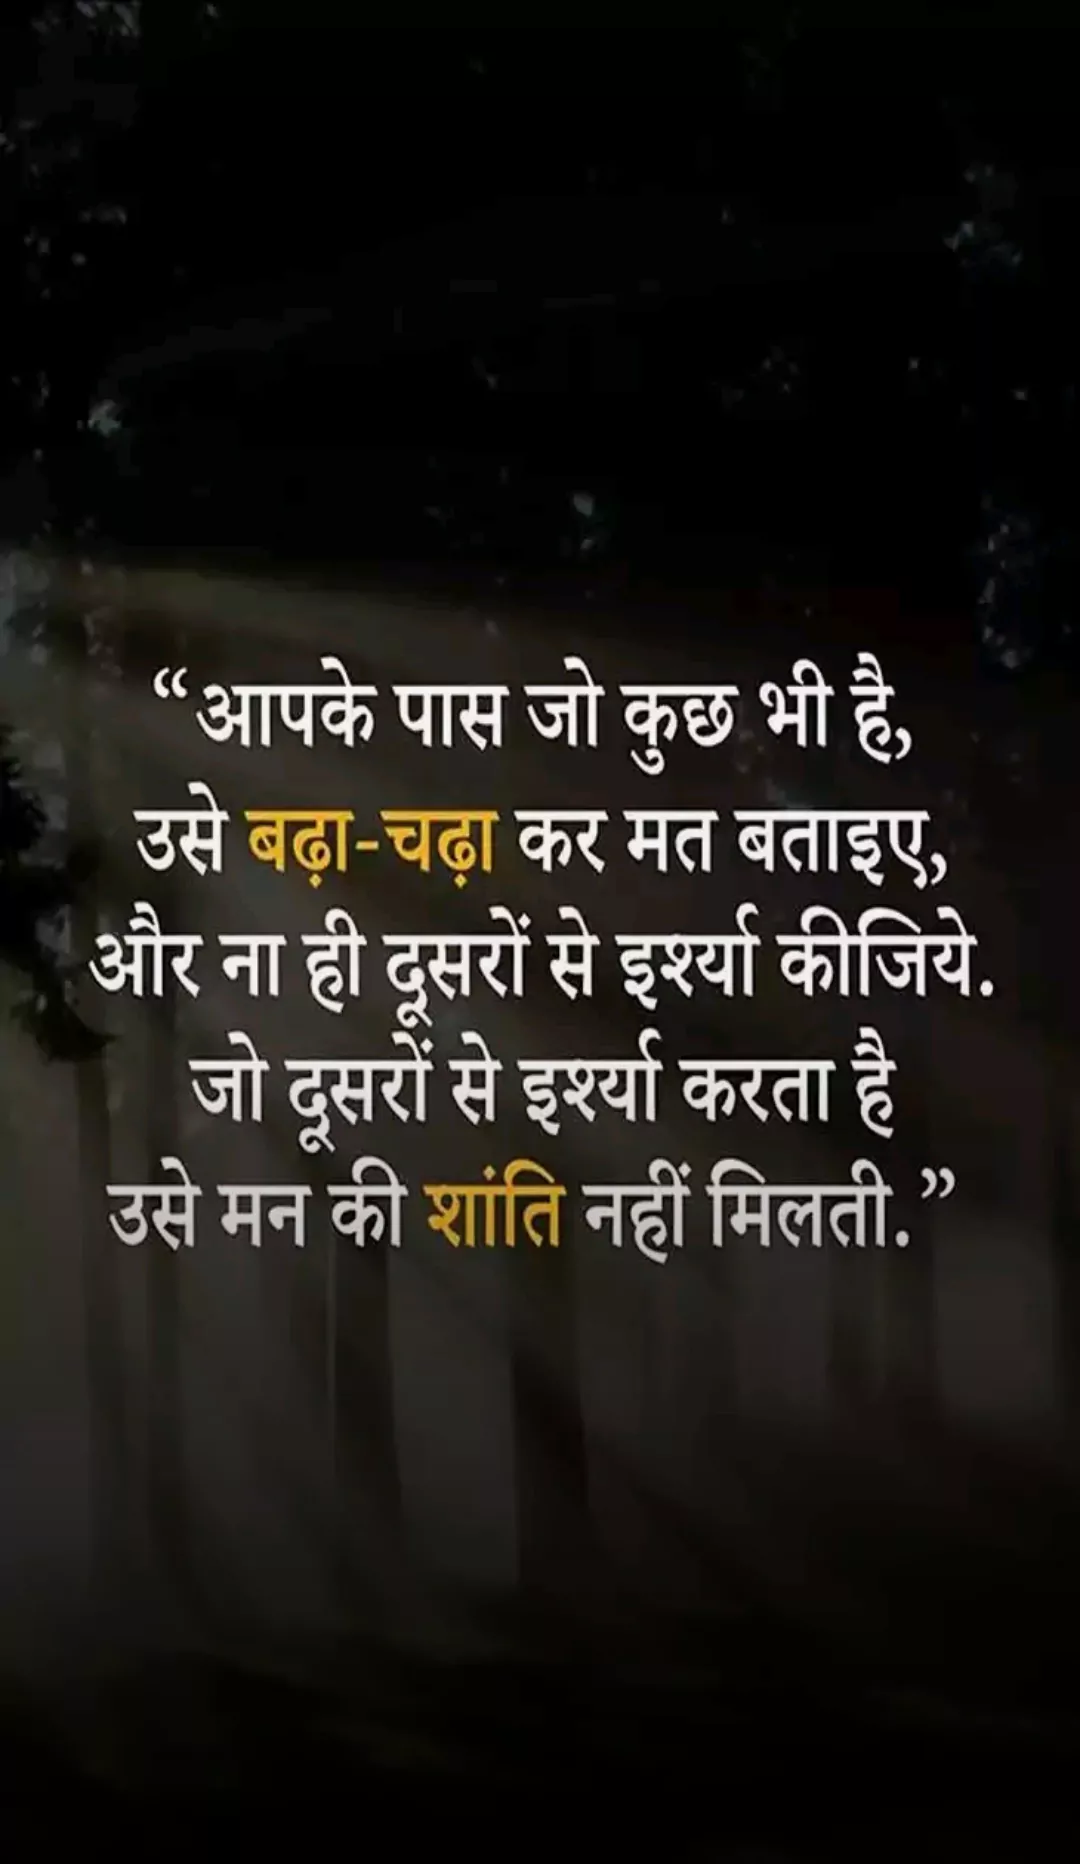 “आपके पास जो कुछ भी है,
उसे बढ़ा-चढ़ा कर मत बताइए,
और ना ही दूसरों से इर्श्या कीजिये.
जो दूसरों से इर्श्या करता है
उसे मन की शांति नहीं मिलती.”